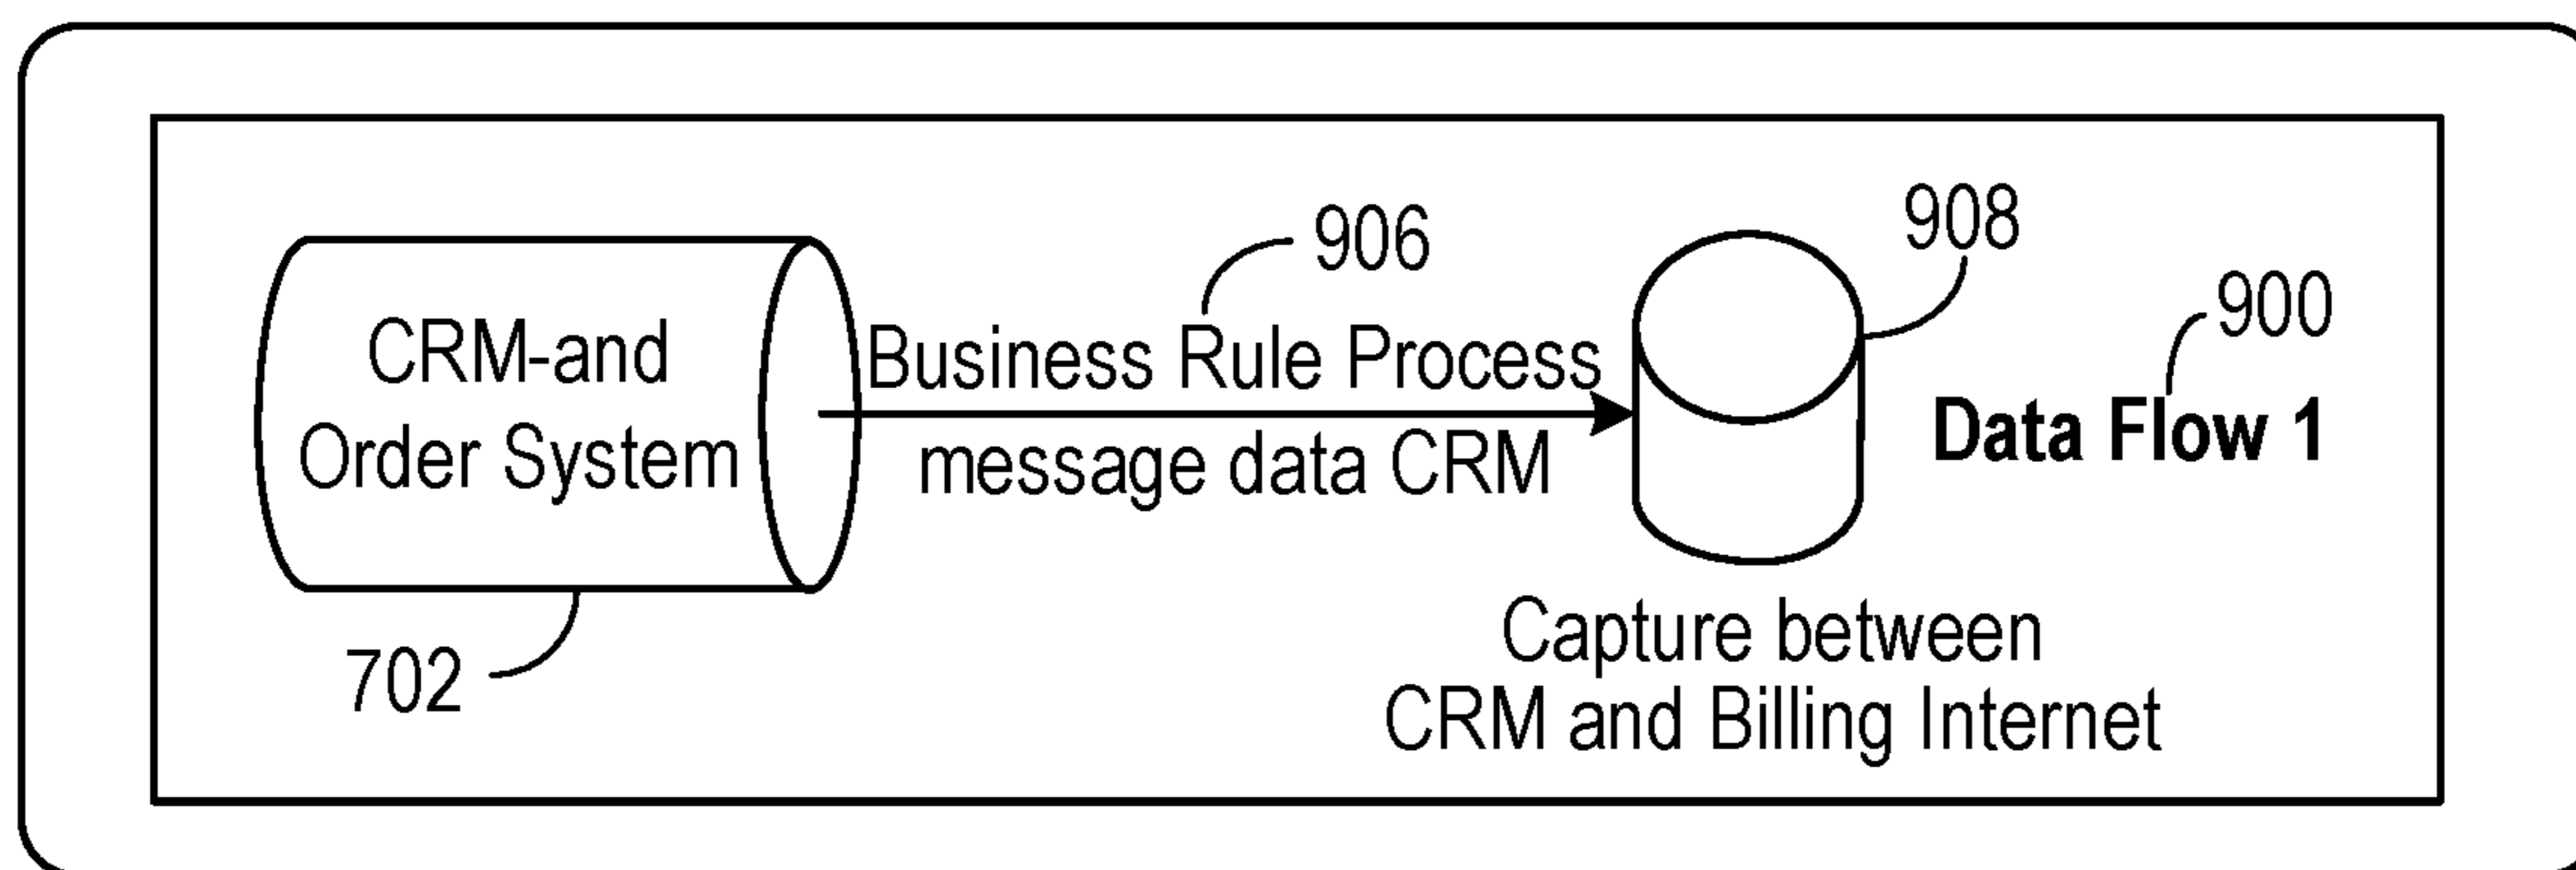 906
908
900
CRM-and
Order System
Business Rule Process
message data CRM
Data Flow 1
702
Capture between
CRM and Billing Internet